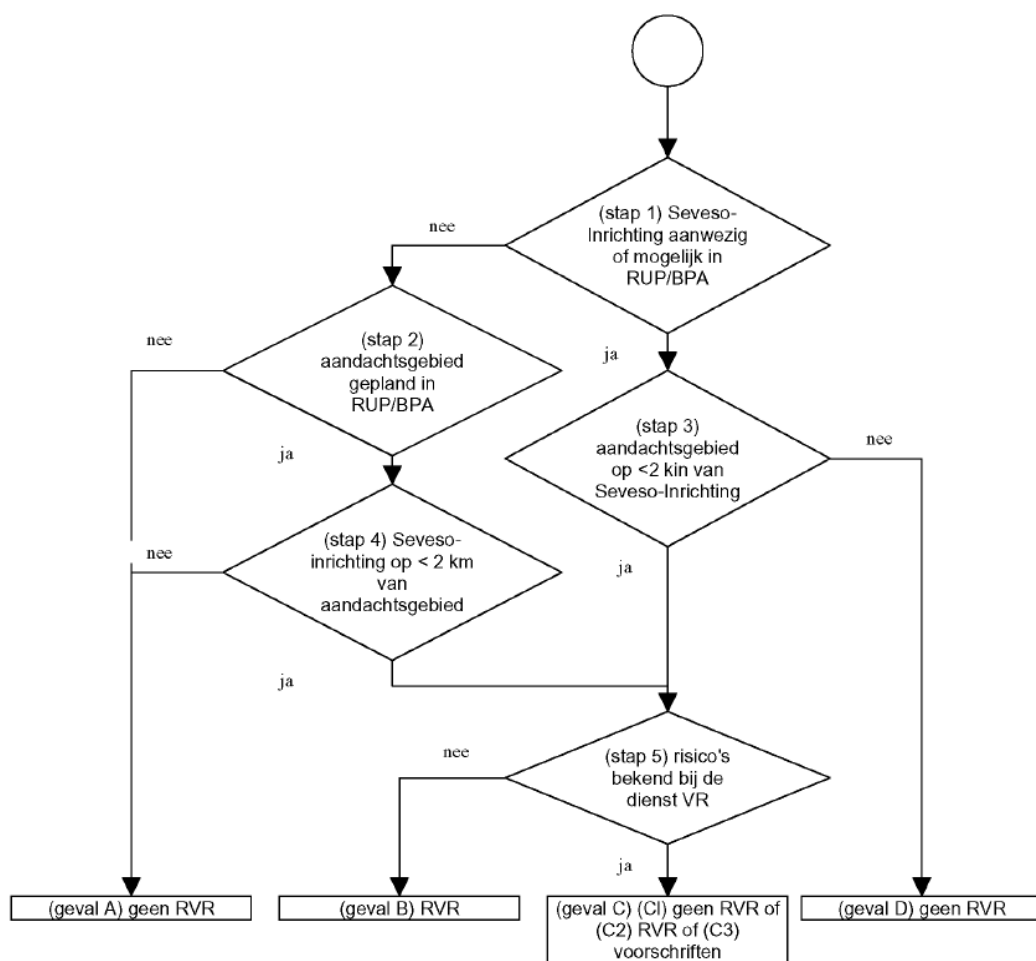 (stap 1) Seveso-
Inrichting aanwezig
of mogelijk in
RUP/BPA
nee
ja
(stap 2)
aandachtsgebied
gepland in
RUP/BPA
nee
ja
(stap 3)
aandachtsgebied
op <2 kin van
Seveso-Inrichting
nee
ja
(stap 4) Seveso-
inrichting op < 2 km
van
aandachtsgebied
nee
ja
(stap 5) risico's
bekend bij de
dienst VR
nee
ja
(geval A) geen RVR
(geval B) RVR
(geval C) (Cl) geen RVR of
(C2) RVR of (C3)
voorschriften
(geval D) geen RVR